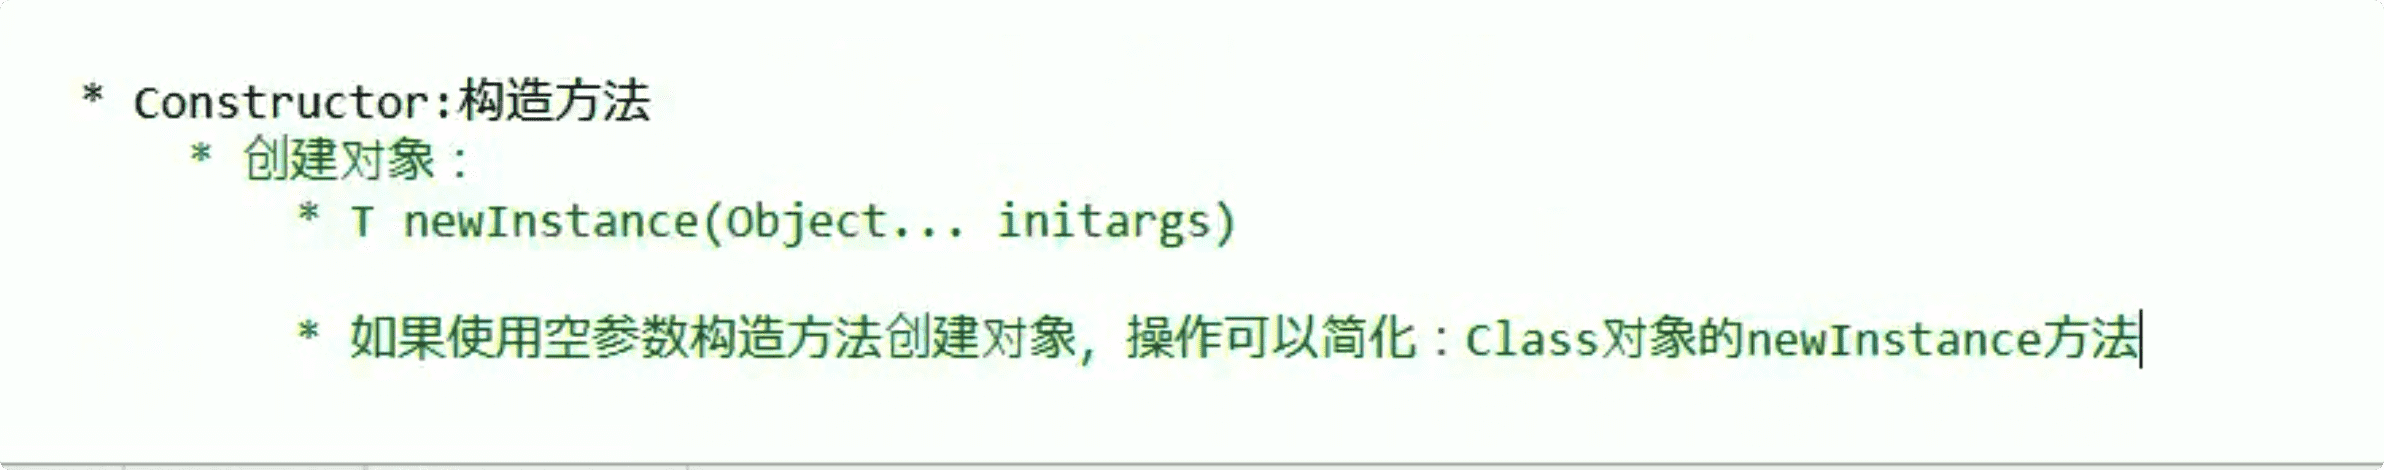 * Constructor:构造方法
* 创建对象：
* T newInstance(Object... initargs)
* 如果使用空参数构造方法创建对象，操作可以简化：Class对象的newInstance方法